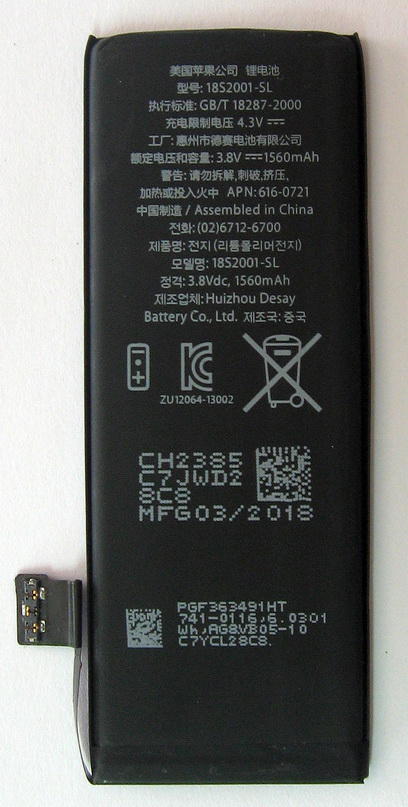 美国苹果公司 锂电池
型号: 18S2001-SL
执行标准: GB/T 18287-2000
充电限制电压 4.3V ⎓
工厂: 惠州市德赛电池有限公司
额定电压和容量: 3.8V ⎓1560mAh
警告: 请勿拆解,刺破,挤压,
加热或投入火中 APN: 616-0721
中国制造 / Assembled in China
전화: (02)6712-6700
제품명: 전지 (리튬폴리머전지)
모델명: 18S2001-SL
정격: 3.8Vdc, 1560mAh
제조업체: Huizhou Desay
Battery Co., Ltd. 제조국: 중국
ZU12064-13002
CH2385
C7JWD2
8C8
MFG03/2018
PGF363491HT
741-0116,6.0301
Wh,AG8VB05-10
C7YCL28C8.